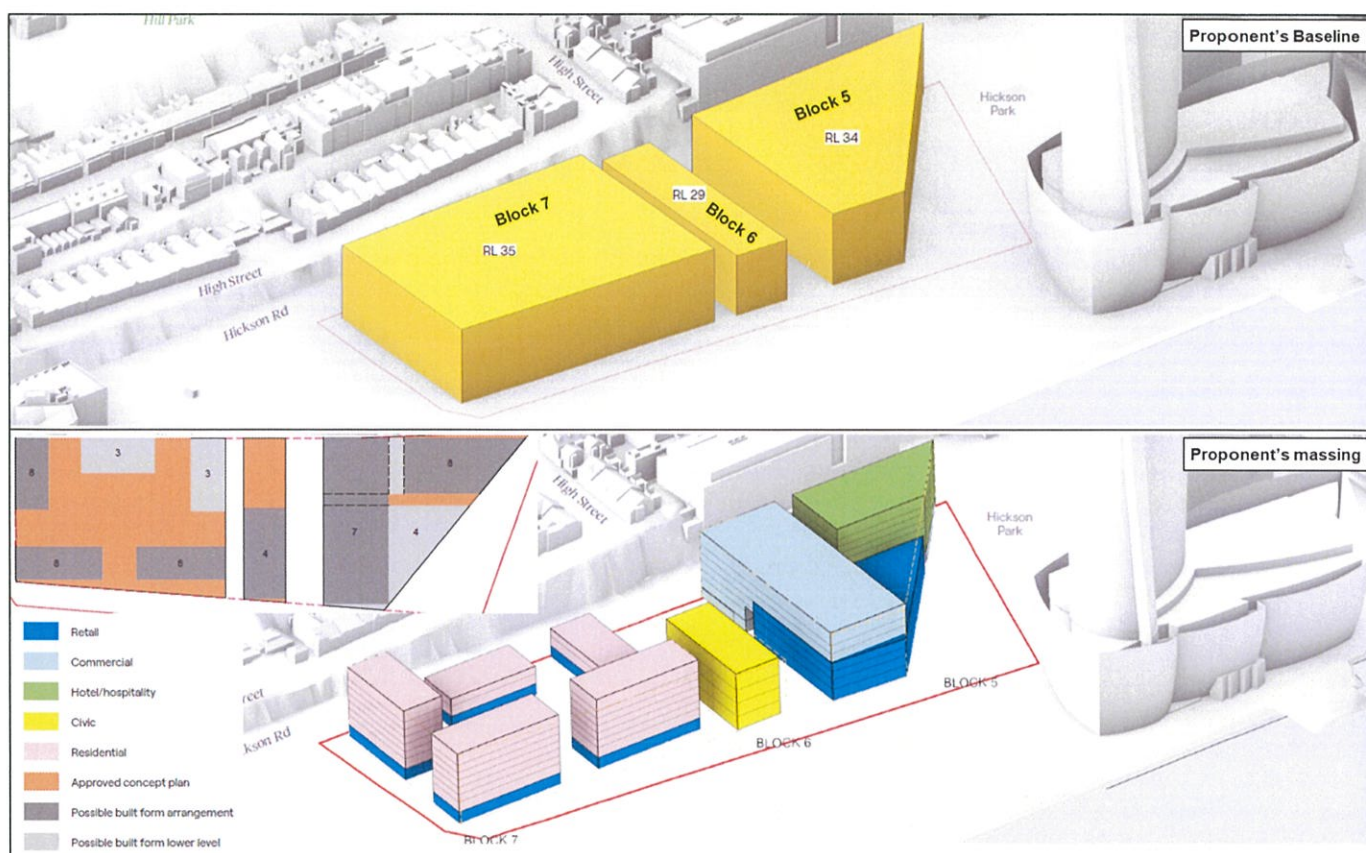 Hill Park
Proponent's Baseline
High Street
Hickson
Park
Block 5
RL 34
RL 29
Block 6
Block 7
RL 35
High Street
Hickson Rd
Proponent's massing
8
3
3
8
7
4
4
8
8
High Street
Hickson
Park
Retail
Commercial
Hotel/hospitality
Civic
Residential
Approved concept plan
Possible built form arrangement
Possible built form lower level
reet
ckson Rd
BLOCK 5
BLOCK 6
BLOCK 7